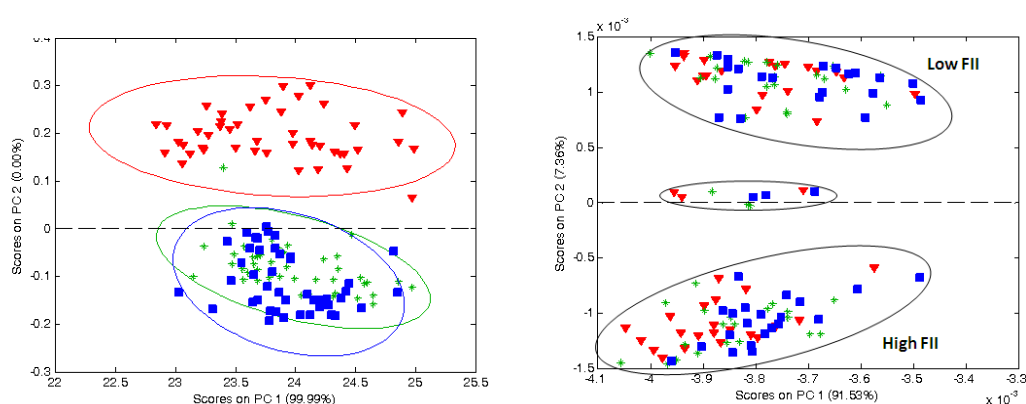 0.4
0.3
0.2
0.1
0
-0.1
-0.2
-0.3
Scores on PC 2 (0.00%)
22 22.5 23 23.5 24 24.5 25 25.5
Scores on PC 1 (99.99%)
x 10⁻³
1.5
1
0.5
0
-0.5
-1
-1.5
Scores on PC 2 (7.36%)
Low FII
High FII
-4.1 -4 -3.9 -3.8 -3.7 -3.6 -3.5 -3.4 -3.3
Scores on PC 1 (91.53%)
x 10⁻³